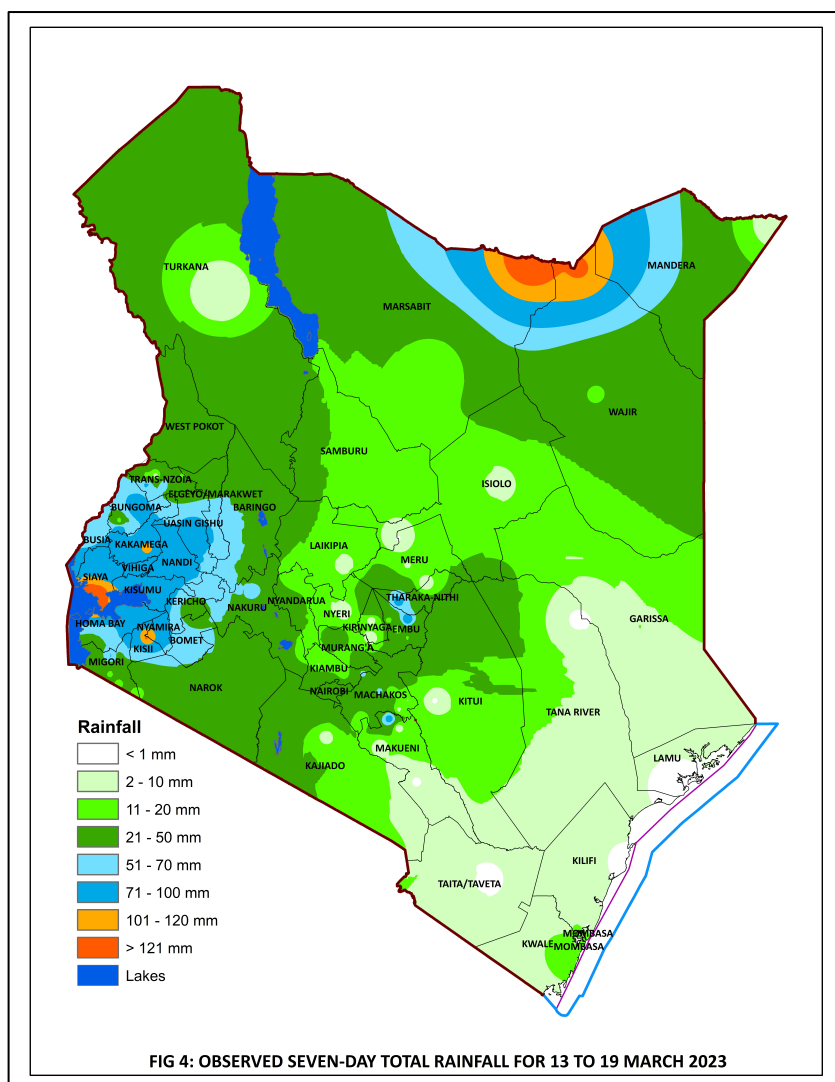 TURKANA
MANDERA
MARSABIT
WAJIR
WEST POKOT
SAMBURU
ISIOLO
TRANS-NZOIA
ELGEYO/MARAKWET
BUNGOMA
BARINGO
UASIN GISHU
BUSIA
KAKAMEGA
LAIKIPIA
MERU
VIHIGA
NANDI
SIAYA
KISUMU
THARAKA-NITHI
KERICHO
NAKURU
NYANDARUA
NYERI
GARISSA
HOMA BAY
NYAMIRA
KIRINYAGA
EMBU
BOMET
KISII
MURANG'A
MIGORI
KIAMBU
NAROK
NAIROBI
MACHAKOS
KITUI
TANA RIVER
MAKUENI
LAMU
KAJIADO
KILIFI
TAITA/TAVETA
MOMBASA
KWALE
MOMBASA
Rainfall
< 1 mm
2 - 10 mm
11 - 20 mm
21 - 50 mm
51 - 70 mm
71 - 100 mm
101 - 120 mm
> 121 mm
Lakes
FIG 4: OBSERVED SEVEN-DAY TOTAL RAINFALL FOR 13 TO 19 MARCH 2023